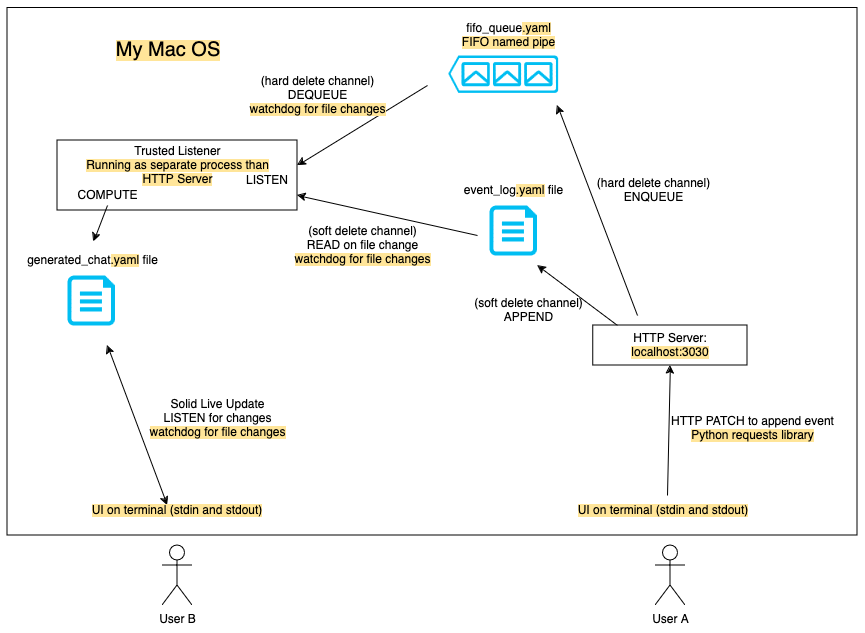 My Mac OS
fifo_queue.yaml
FIFO named pipe
(hard delete channel)
DEQUEUE
watchdog for file changes
Trusted Listener
Running as separate process than
HTTP Server
LISTEN
COMPUTE
(hard delete channel)
ENQUEUE
event_log.yaml file
(soft delete channel)
READ on file change
watchdog for file changes
generated_chat.yaml file
(soft delete channel)
APPEND
HTTP Server:
localhost:3030
Solid Live Update
LISTEN for changes
watchdog for file changes
HTTP PATCH to append event
Python requests library
UI on terminal (stdin and stdout)
UI on terminal (stdin and stdout)
User B
User A